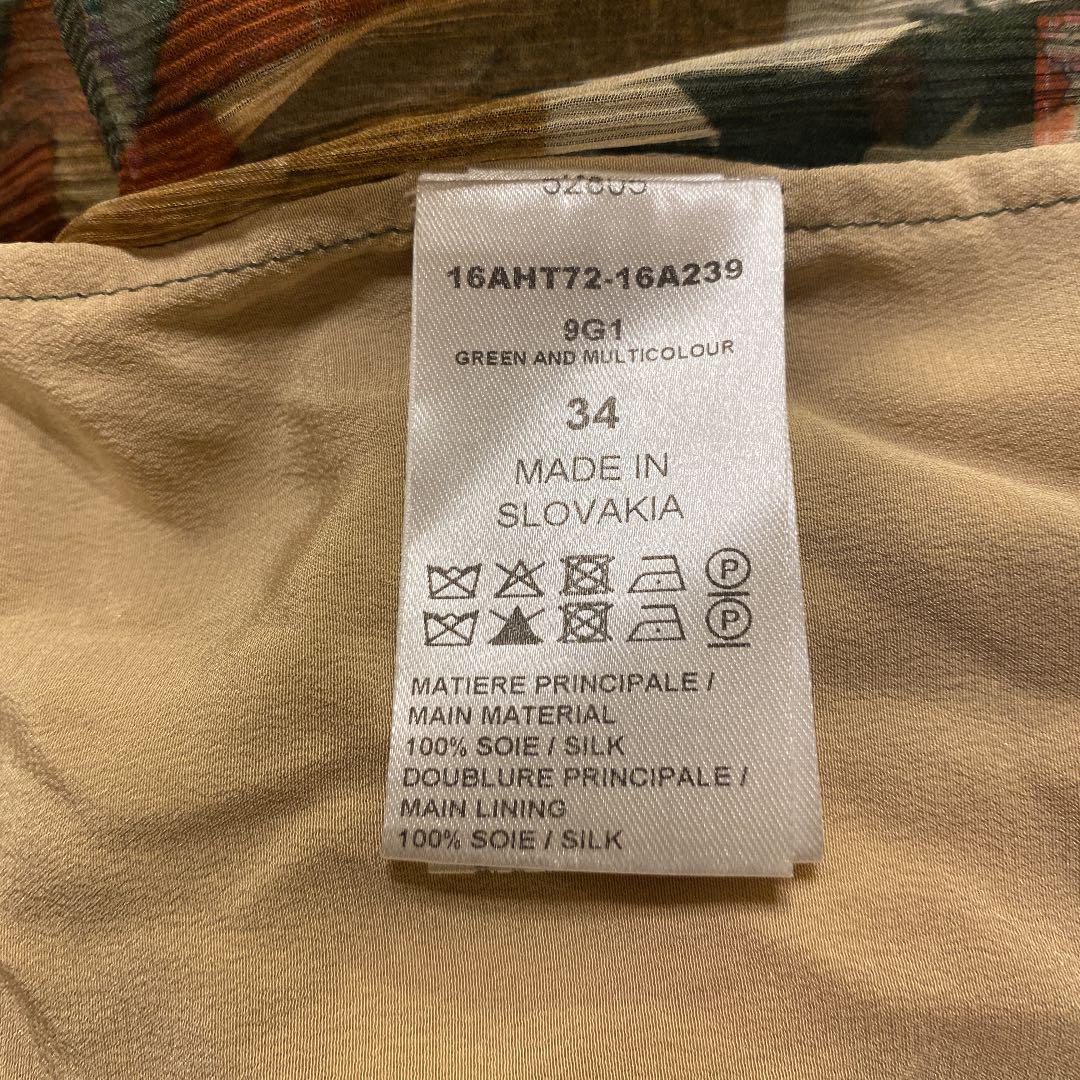 16AHT72-16A239
9G1
GREEN AND MULTICOLOUR
34
MADE IN
SLOVAKIA
P
P
MATIERE PRINCIPALE /
MAIN MATERIAL
100% SOIE / SILK
DOUBLURE PRINCIPALE /
MAIN LINING
100% SOIE / SILK